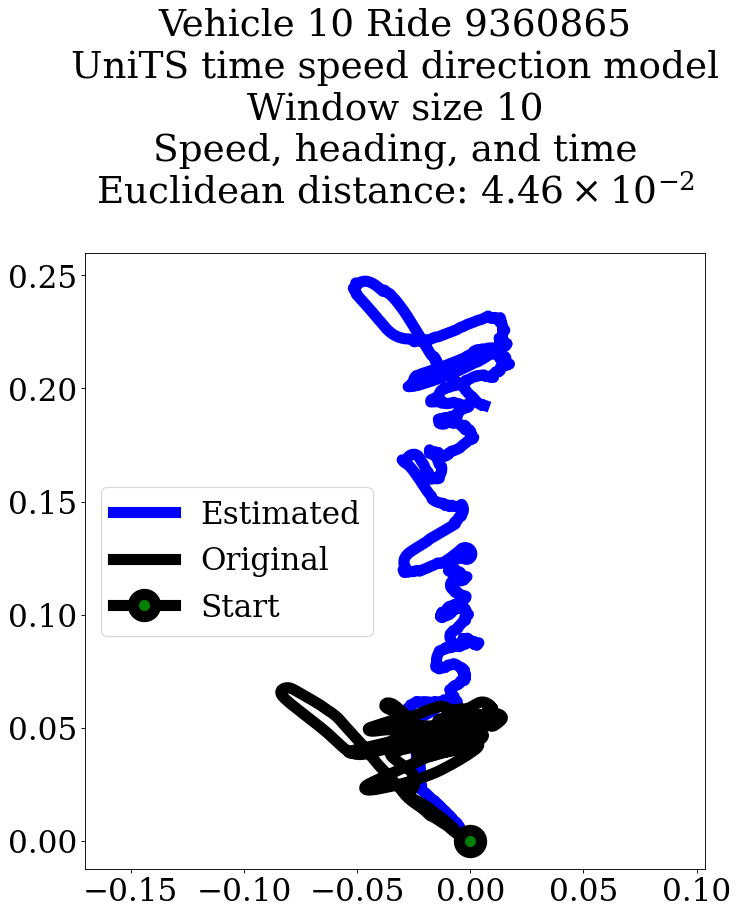 Vehicle 10 Ride 9360865
UniTS time speed direction model
Window size 10
Speed, heading, and time
Euclidean distance: 4.46 × 10⁻²
0.25
0.20
0.15
0.10
0.05
0.00
Estimated
Original
Start
−0.15 −0.10 −0.05 0.00 0.05 0.10